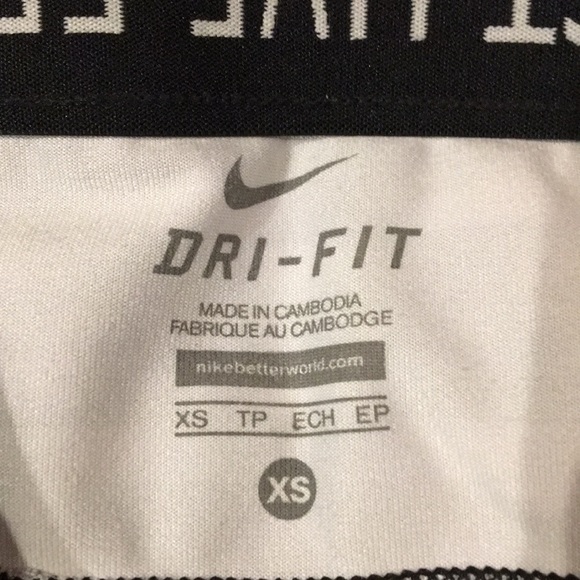 DRI-FIT
MADE IN CAMBODIA
FABRIQUE AU CAMBODGE
nikebetterworld.com
XS TP ECH EP
XS